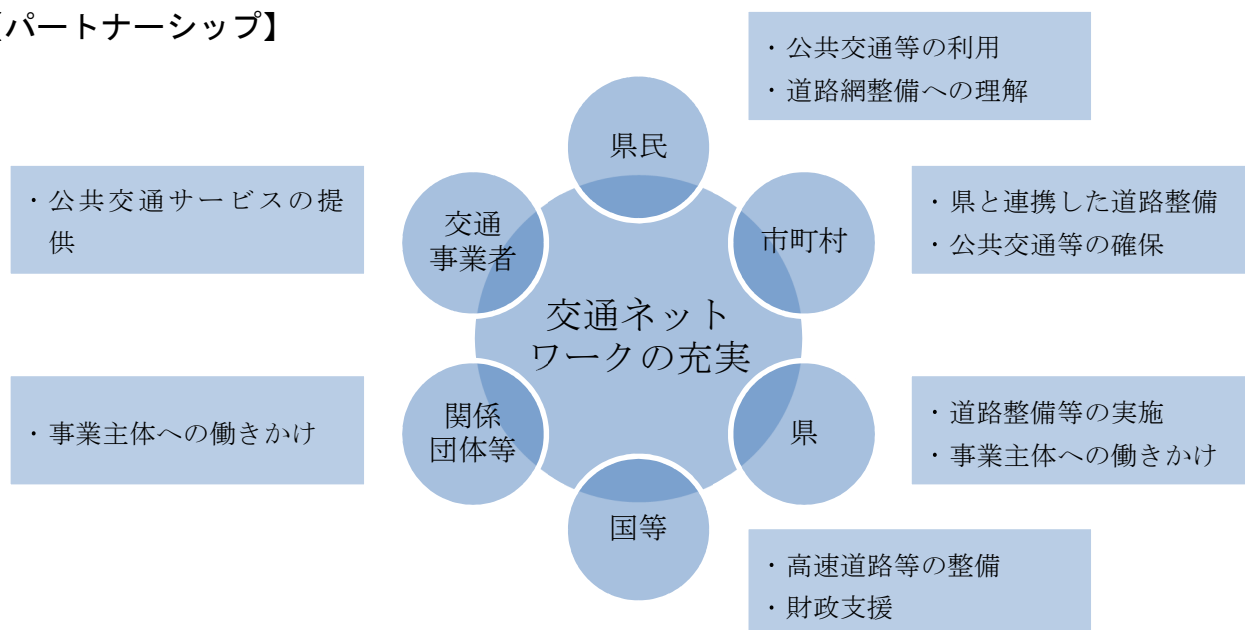 【パートナーシップ】
・公共交通等の利用
・道路網整備への理解
県民
・公共交通サービスの提
供
交通
事業者
市町村
・県と連携した道路整備
・公共交通等の確保
交通ネット
ワークの充実
・事業主体への働きかけ
関係
団体等
県
・道路整備等の実施
・事業主体への働きかけ
国等
・高速道路等の整備
・財政支援